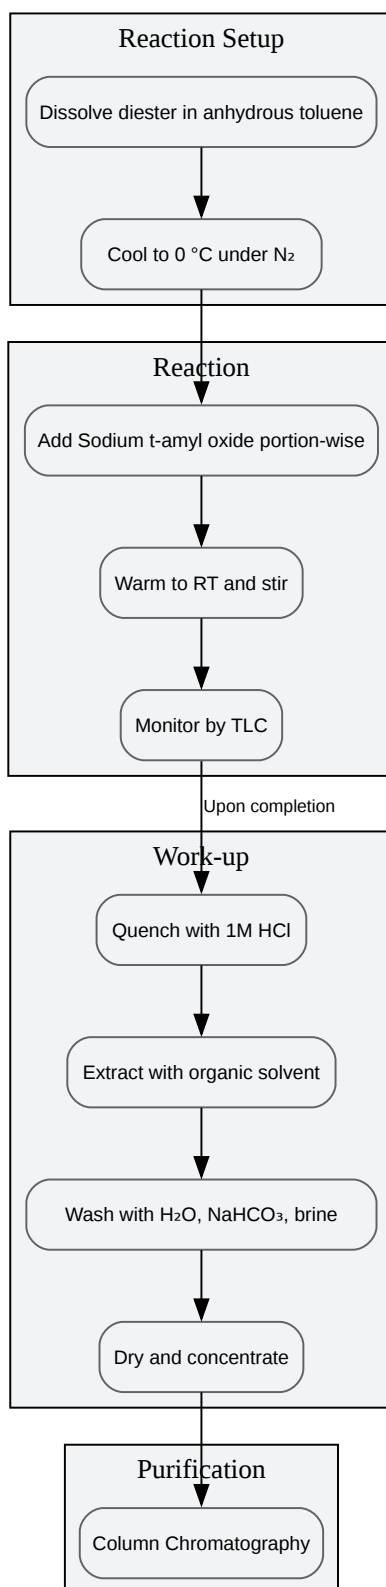 Reaction Setup
Dissolve diester in anhydrous toluene
Cool to 0 °C under N₂
Reaction
Add Sodium t-amyl oxide portion-wise
Warm to RT and stir
Monitor by TLC
Upon completion
Work-up
Quench with 1M HCl
Extract with organic solvent
Wash with H₂O, NaHCO₃, brine
Dry and concentrate
Purification
Column Chromatography